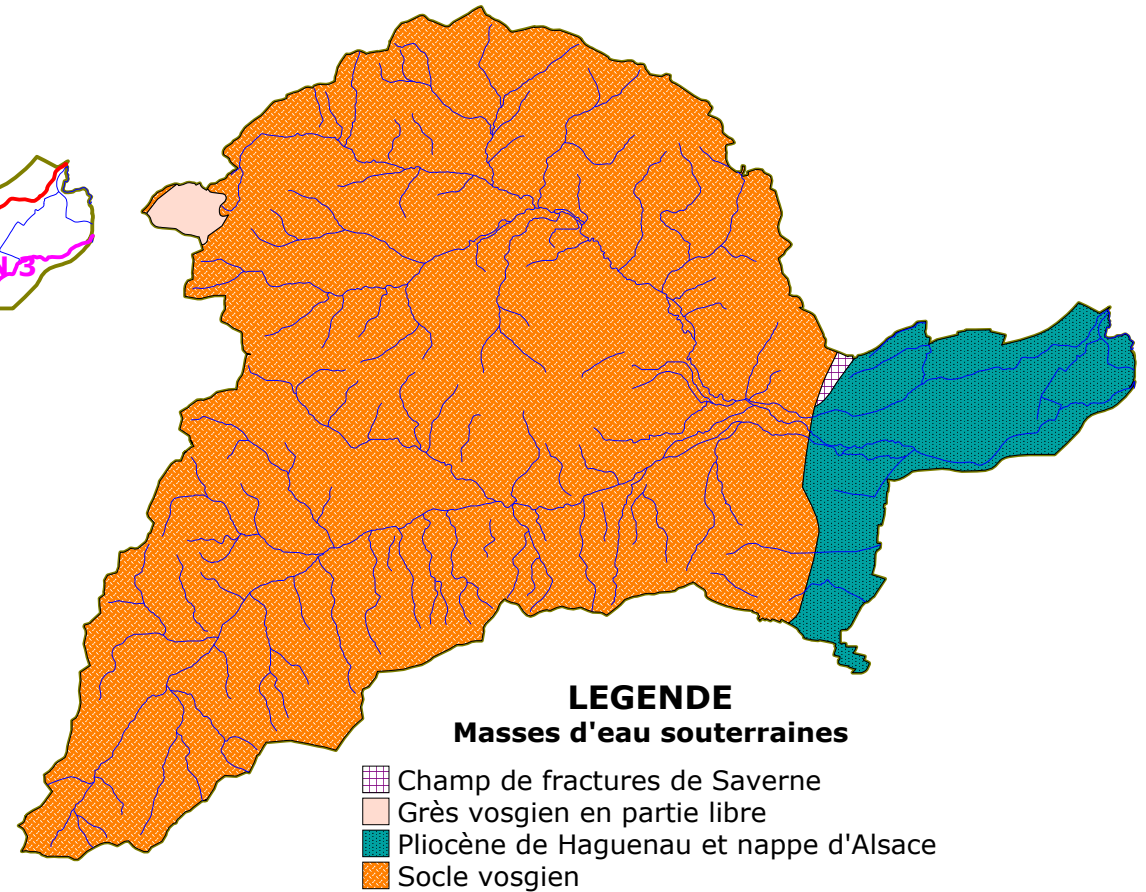 LEGENDE
Masses d'eau souterraines
Champ de fractures de Saverne
Grès vosgien en partie libre
Pliocène de Haguenau et nappe d'Alsace
Socle vosgien